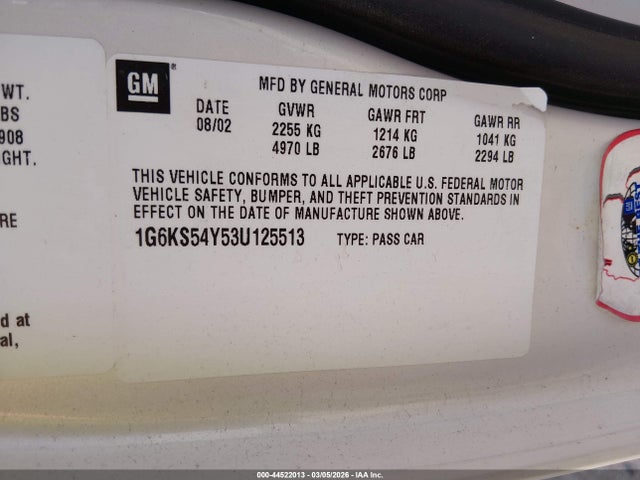 WT.
BS
908
GHT.
RE
d at
al,
GM
MFD BY GENERAL MOTORS CORP
DATE GVWR GAWR FRT GAWR RR
08/02 2255 KG 1214 KG 1041 KG
4970 LB 2676 LB 2294 LB
THIS VEHICLE CONFORMS TO ALL APPLICABLE U.S. FEDERAL MOTOR
VEHICLE SAFETY, BUMPER, AND THEFT PREVENTION STANDARDS IN
EFFECT ON THE DATE OF MANUFACTURE SHOWN ABOVE.
1G6KS54Y53U125513 TYPE: PASS CAR
000-44522013 - 03/05/2026 - IAA Inc.